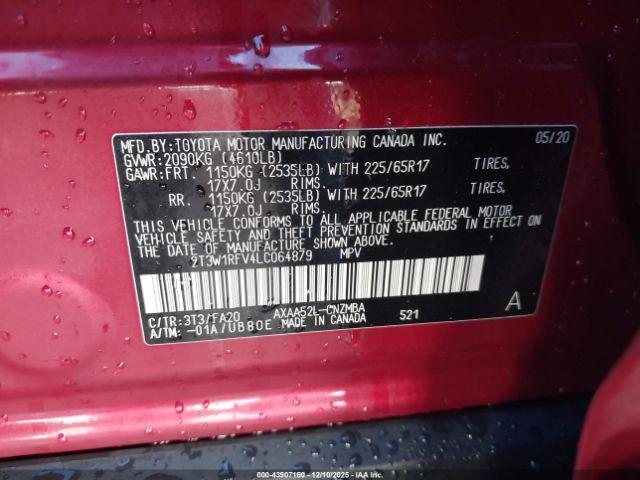 MFD.BY:TOYOTA MOTOR MANUFACTURING CANADA INC. 05/20
GVWR:2090KG (4610LB)
GAWR:FRT. 1150KG (2535LB) WITH 225/65R17 TIRES,
17X7.0J RIMS.
RR. 1150KG (2535LB) WITH 225/65R17 TIRES,
17X7.0J RIMS.
THIS VEHICLE CONFORMS TO ALL APPLICABLE FEDERAL MOTOR
VEHICLE SAFETY AND THEFT PREVENTION STANDARDS IN EFFECT ON
THE DATE OF MANUFACTURE SHOWN ABOVE.
2T3W1RFV4LC064879 MPV
C/TR:3T3/FA20 AXAA52L-CNZMBA 521 A
A/TM:-01A/UB80E MADE IN CANADA
000-43907160 - 12/10/2025 - IAAI.COM